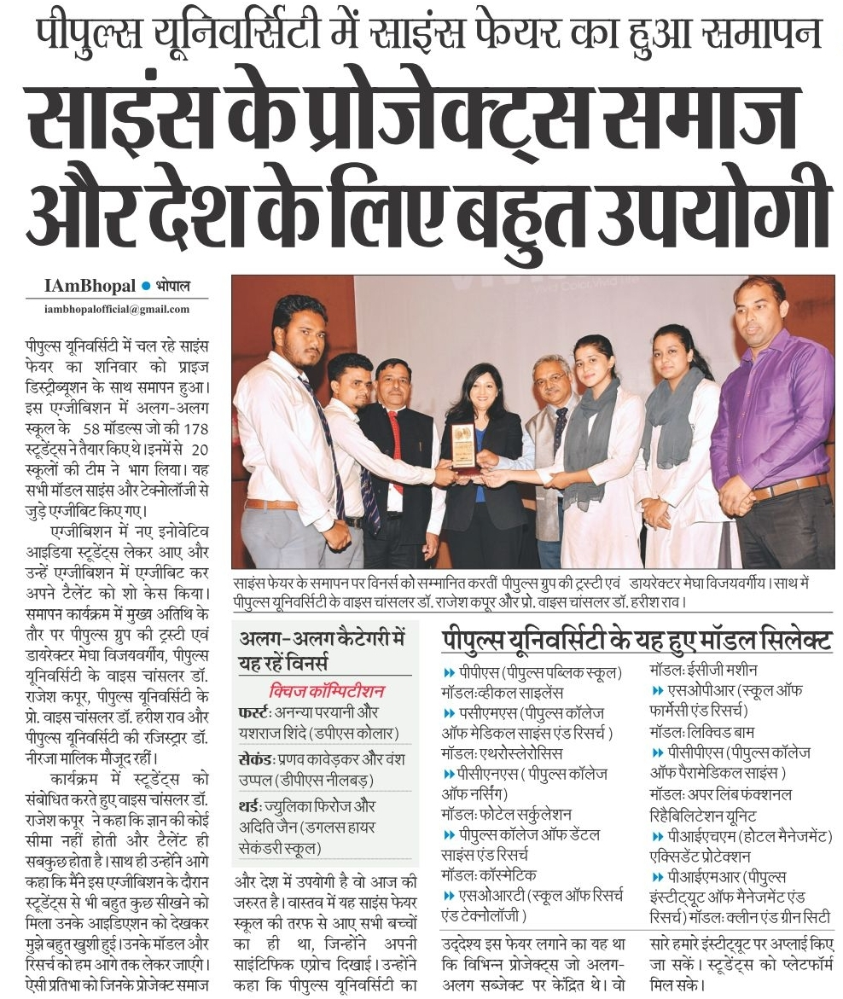 पीपुल्स यूनिवर्सिटी में साइंस फेयर का हुआ समापन
साइंस के प्रोजेक्ट्स समाज
और देश के लिए बहुत उपयोगी
IAmBhopal ● भोपाल
iambhopalofficial@gmail.com
पीपुल्स यूनिवर्सिटी में चल रहे साइंस
फेयर का शनिवार को प्राइज
डिस्ट्रीब्यूशन के साथ समापन हुआ।
इस एग्जीबिशन में अलग-अलग
स्कूल के 58 मॉडल्स जो की 178
स्टूडेंट्स ने तैयार किए थे। इनमें से 20
स्कूलों की टीम ने भाग लिया। यह
सभी मॉडल साइंस और टेक्नोलॉजी से
जुड़े एग्जीबिट किए गए।
एग्जीबिशन में नए इनोवेटिव
आइडिया स्टूडेंट्स लेकर आए और
उन्हें एग्जीबिशन में एग्जीबिट कर
अपने टैलेंट को शो केस किया।
समापन कार्यक्रम में मुख्य अतिथि के
तौर पर पीपुल्स ग्रुप की ट्रस्टी एवं
डायरेक्टर मेघा विजयवर्गीय, पीपुल्स
यूनिवर्सिटी के वाइस चांसलर डॉ.
राजेश कपूर, पीपुल्स यूनिवर्सिटी के
प्रो. वाइस चांसलर डॉ. हरीश राव और
पीपुल्स यूनिवर्सिटी की रजिस्ट्रार डॉ.
नीरजा मालिक मौजूद रहीं।
कार्यक्रम में स्टूडेंट्स को
संबोधित करते हुए वाइस चांसलर डॉ.
राजेश कपूर ने कहा कि ज्ञान की कोई
सीमा नहीं होती और टैलेंट ही
सबकुछ होता है। साथ ही उन्होंने आगे
कहा कि मैंने इस एग्जीबिशन के दौरान
स्टूडेंट्स से भी बहुत कुछ सीखने को
मिला उनके आइडिएशन को देखकर
मुझे बहुत खुशी हुई। उनके मॉडल और
रिसर्च को हम आगे तक लेकर जाएंगे।
ऐसी प्रतिभा को जिनके प्रोजेक्ट समाज
साइंस फेयर के समापन पर विनर्स को सम्मानित करतीं पीपुल्स ग्रुप की ट्रस्टी एवं डायरेक्टर मेघा विजयवर्गीय। साथ में
पीपुल्स यूनिवर्सिटी के वाइस चांसलर डॉ. राजेश कपूर और प्रो. वाइस चांसलर डॉ. हरीश राव।
अलग-अलग कैटेगरी में
यह रहें विनर्स
क्विज कॉम्पिटीशन
फर्स्ट: अनन्या परयानी और
यशराज शिंदे (डपीएस कोलार)
सेकंड: प्रणव कावेड़कर और वंश
उप्पल (डीपीएस नीलबड़)
थर्ड: ज्युलिका फिरोज और
अदिति जैन (डगलस हायर
सेकंडरी स्कूल)
और देश में उपयोगी है वो आज की
जरुरत है। वास्तव में यह साइंस फेयर
स्कूल की तरफ से आए सभी बच्चों
का ही था, जिन्होंने अपनी
साइंटिफिक एप्रोच दिखाई। उन्होंने
कहा कि पीपुल्स यूनिवर्सिटी का
पीपुल्स यूनिवर्सिटी के यह हुए मॉडल सिलेक्ट
पीपीएस (पीपुल्स पब्लिक स्कूल)
मॉडल:व्हीकल साइलेंस
पसीएमएस (पीपुल्स कॉलेज
ऑफ मेडिकल साइंस एंड रिसर्च )
मॉडल: एथरोस्लेरोसिस
पीसीएनएस ( पीपुल्स कॉलेज
ऑफ नर्सिंग)
मॉडल: फोटेल सर्कुलेशन
पीपुल्स कॉलेज ऑफ डेंटल
साइंस एंड रिसर्च
मॉडल: कॉस्मेटिक
एसओआरटी (स्कूल ऑफ रिसर्च
एंड टेक्नोलॉजी )
मॉडल: ईसीजी मशीन
एसओपीआर (स्कूल ऑफ
फार्मेसी एंड रिसर्च)
मॉडल: लिक्विड बाम
पीसीपीएस (पीपुल्स कॉलेज
ऑफ पैरामेडिकल साइंस )
मॉडल: अपर लिंब फंक्शनल
रिहैबिलिटेशन यूनिट
पीआईएचएम (होटल मैनेजमेंट)
एक्सिडेंट प्रोटेक्शन
पीआईएमआर (पीपुल्स
इंस्टीट्यूट ऑफ मैनेजमेंट एंड
रिसर्च) मॉडल: क्लीन एंड ग्रीन सिटी
उद्देश्य इस फेयर लगाने का यह था
कि विभिन्न प्रोजेक्ट्स जो अलग-
अलग सब्जेक्ट पर केंद्रित थे। वो
सारे हमारे इंस्टीट्यूट पर अप्लाई किए
जा सकें। स्टूडेंट्स को प्लेटफॉर्म
मिल सके।